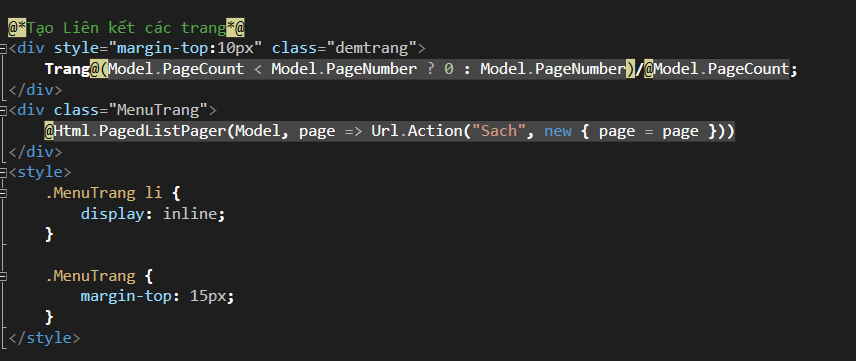 @*Tạo Liên kết các trang*@
<div style="margin-top:10px" class="demtrang">
    Trang@(Model.PageCount < Model.PageNumber ? 0 : Model.PageNumber)/@Model.PageCount;
</div>
<div class="MenuTrang">
    @Html.PagedListPager(Model, page => Url.Action("Sach", new { page = page }))
</div>
<style>
    .MenuTrang li {
        display: inline;
    }

    .MenuTrang {
        margin-top: 15px;
    }
</style>